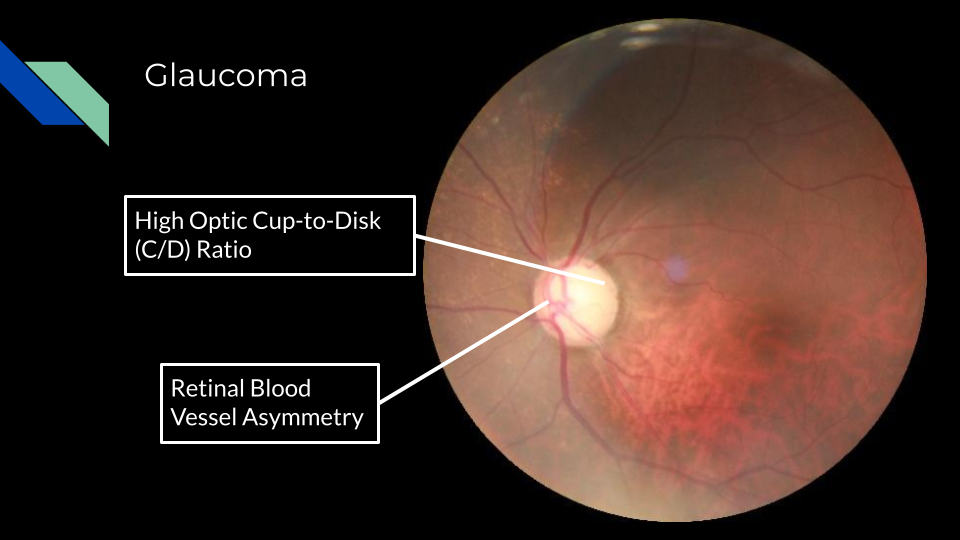 Glaucoma
High Optic Cup-to-Disk
(C/D) Ratio
Retinal Blood
Vessel Asymmetry